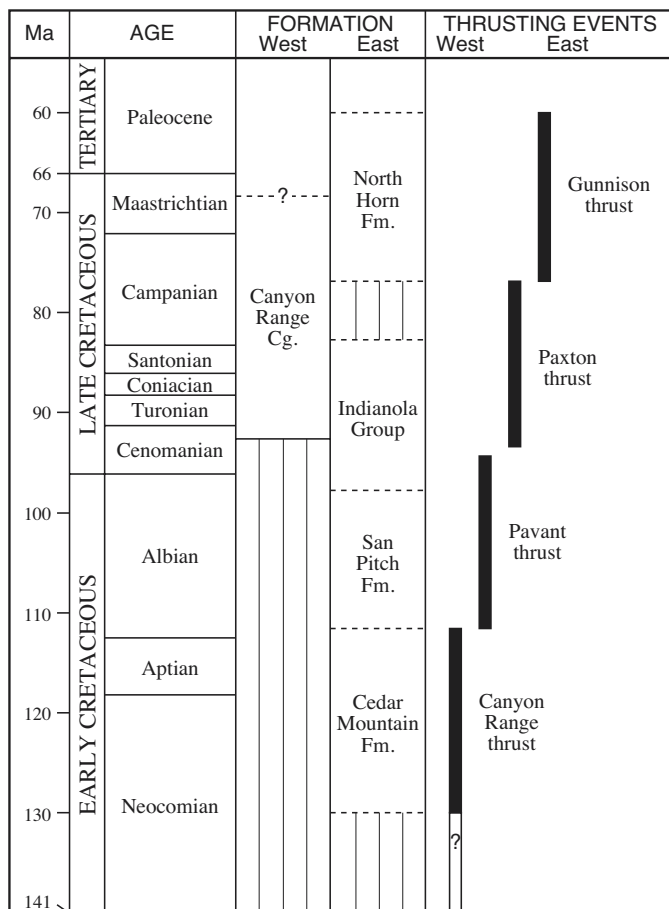 Ma
AGE
FORMATION
West
East
THRUSTING EVENTS
West
East
60
66
70
80
90
100
110
120
130
141
TERTIARY
LATE CRETACEOUS
EARLY CRETACEOUS
Paleocene
Maastrichtian
Campanian
Santonian
Coniacian
Turonian
Cenomanian
Albian
Aptian
Neocomian
?
Canyon
Range
Cg.
North
Horn
Fm.
Indianola
Group
San
Pitch
Fm.
Cedar
Mountain
Fm.
Gunnison
thrust
Paxton
thrust
Pavant
thrust
Canyon
Range
thrust
?